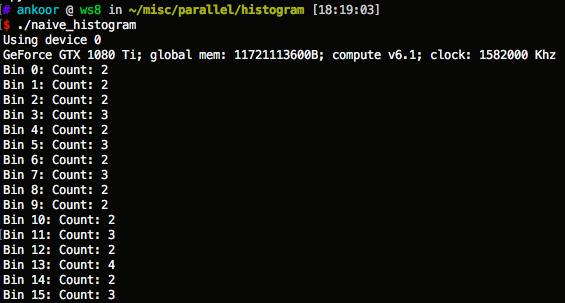 # ankoor @ ws8 in ~/misc/parallel/histogram [18:19:03]
$ ./naive_histogram
Using device 0
GeForce GTX 1080 Ti; global mem: 11721113600B; compute v6.1; clock: 1582000 Khz
Bin 0: Count: 2
Bin 1: Count: 2
Bin 2: Count: 2
Bin 3: Count: 3
Bin 4: Count: 2
Bin 5: Count: 3
Bin 6: Count: 2
Bin 7: Count: 3
Bin 8: Count: 2
Bin 9: Count: 2
Bin 10: Count: 2
Bin 11: Count: 3
Bin 12: Count: 2
Bin 13: Count: 4
Bin 14: Count: 2
Bin 15: Count: 3